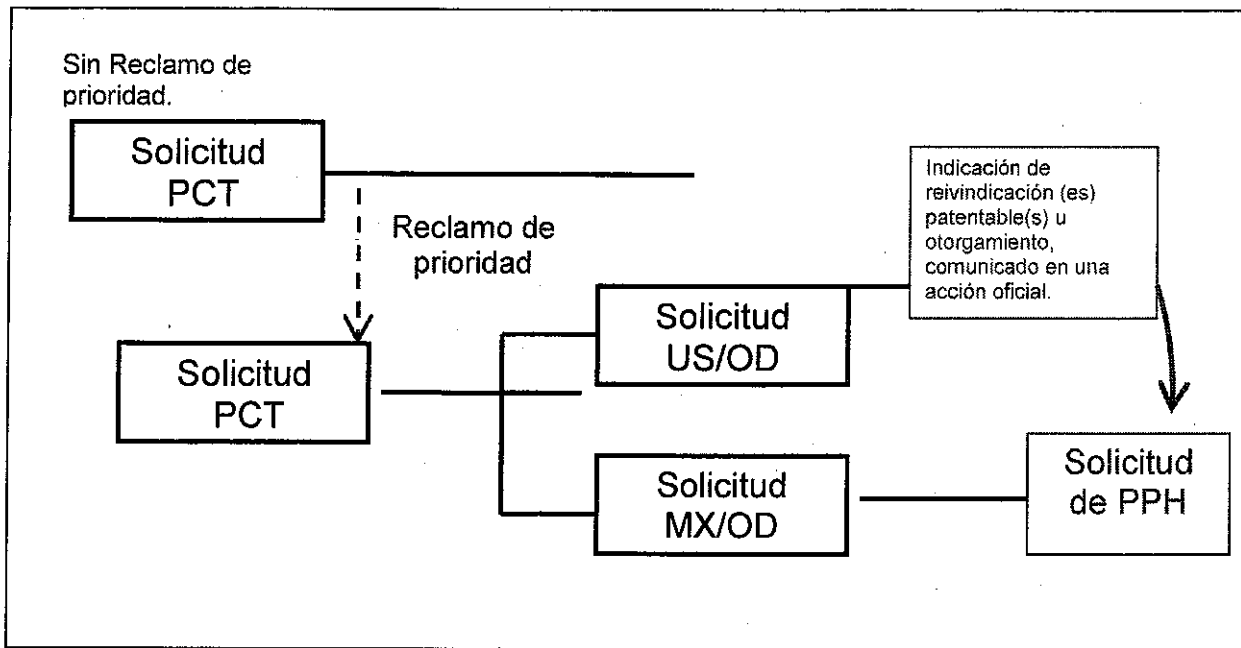 Sin Reclamo de
prioridad.
Solicitud
PCT
Reclamo de
prioridad
Solicitud
PCT
Solicitud
US/OD
Solicitud
MX/OD
Indicación de
reivindicación (es)
patentable(s) u
otorgamiento,
comunicado en una
acción oficial.
Solicitud
de PPH